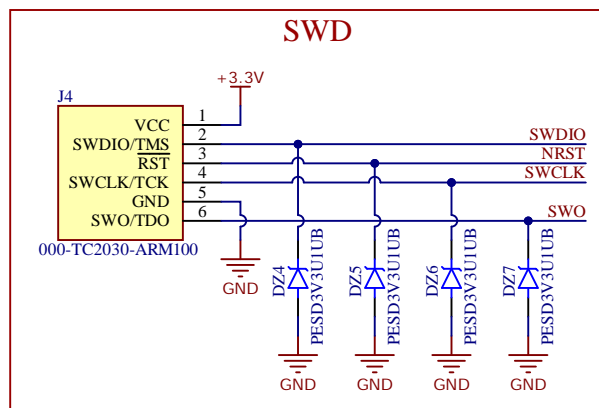 SWD
+3.3V
J4
VCC 1
SWDIO/TMS 2 SWDIO
RST 3 NRST
SWCLK/TCK 4 SWCLK
GND 5
SWO/TDO 6 SWO
000-TC2030-ARM100
GND
DZ4 PESD3V3U1UB
DZ5 PESD3V3U1UB
DZ6 PESD3V3U1UB
DZ7 PESD3V3U1UB
GND GND GND GND